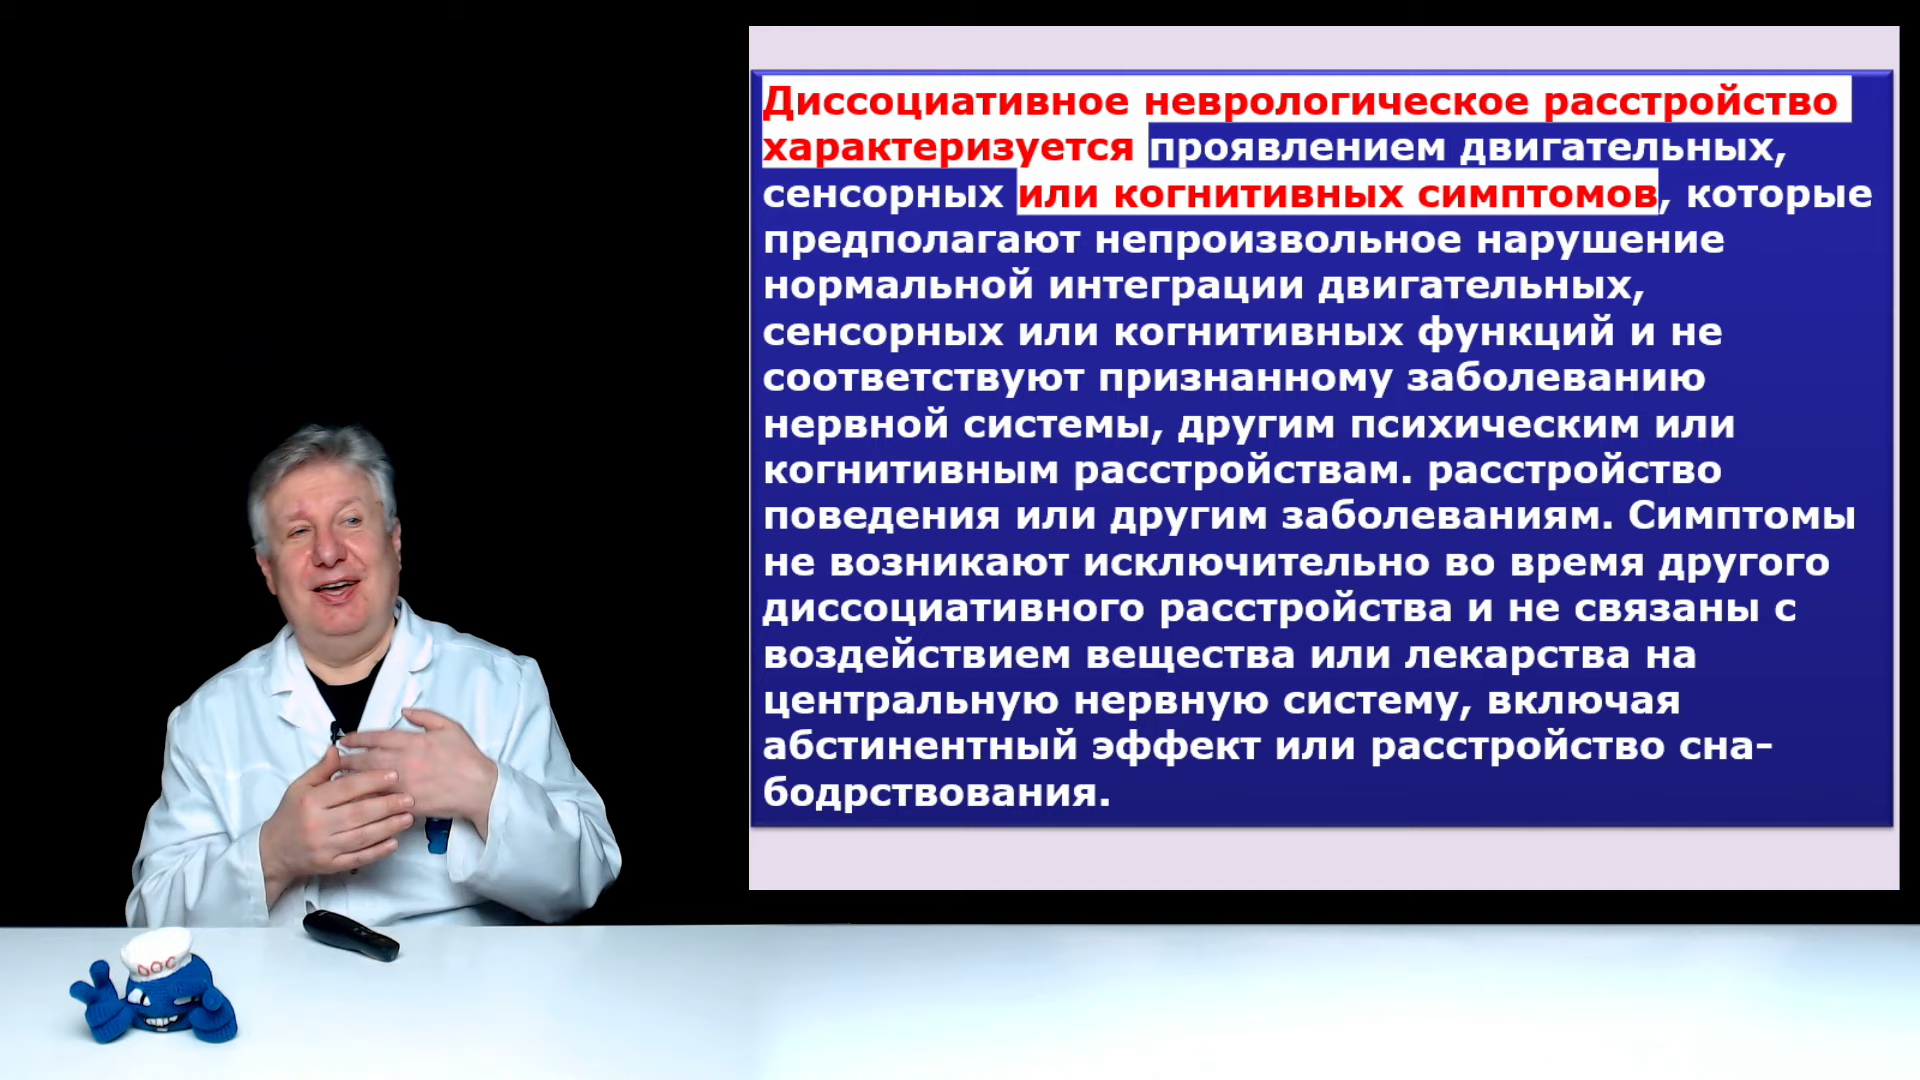 Диссоциативное неврологическое расстройство
характеризуется проявлением двигательных,
сенсорных или когнитивных симптомов, которые
предполагают непроизвольное нарушение
нормальной интеграции двигательных,
сенсорных или когнитивных функций и не
соответствуют признанному заболеванию
нервной системы, другим психическим или
когнитивным расстройствам. расстройство
поведения или другим заболеваниям. Симптомы
не возникают исключительно во время другого
диссоциативного расстройства и не связаны с
воздействием вещества или лекарства на
центральную нервную систему, включая
абстинентный эффект или расстройство сна-
бодрствования.
DOC